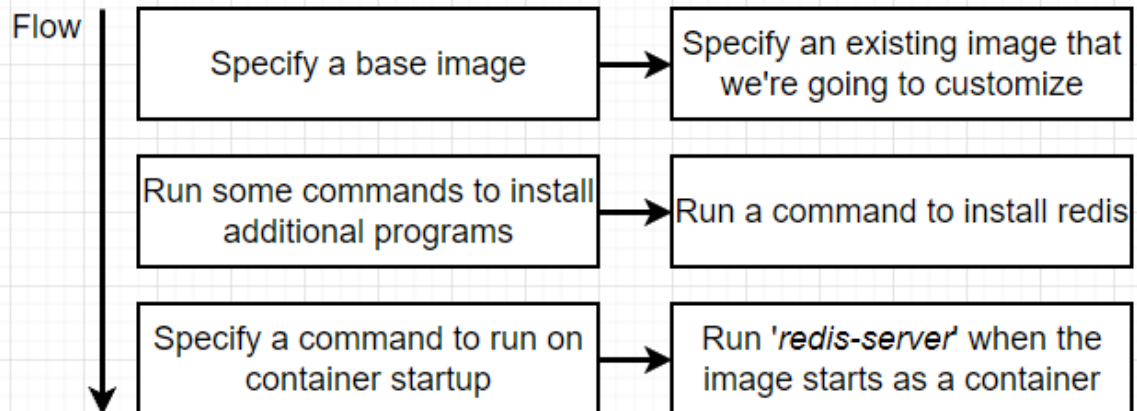 Flow
Specify a base image
Specify an existing image that
we're going to customize
Run some commands to install
additional programs
Run a command to install redis
Specify a command to run on
container startup
Run 'redis-server' when the
image starts as a container